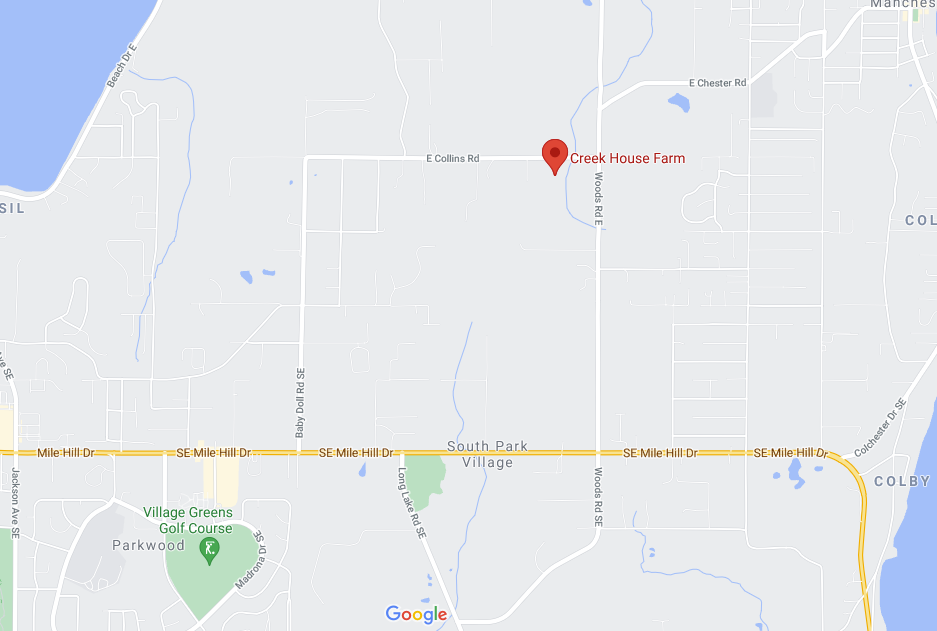 Manches
Beach Dr E
E Chester Rd
E Collins Rd
Creek House Farm
Woods Rd E
SIL
COL
Ave SE
Baby Doll Rd SE
Colchester Dr SE
South Park
Village
Mile Hill Dr
SE Mile Hill Dr
SE Mile Hill Dr
SE Mile Hill Dr
SE Mile Hill Dr
Jackson Ave SE
Long Lake Rd SE
Woods Rd SE
COLBY
Village Greens
Golf Course
Parkwood
Madrona Dr SE
Google